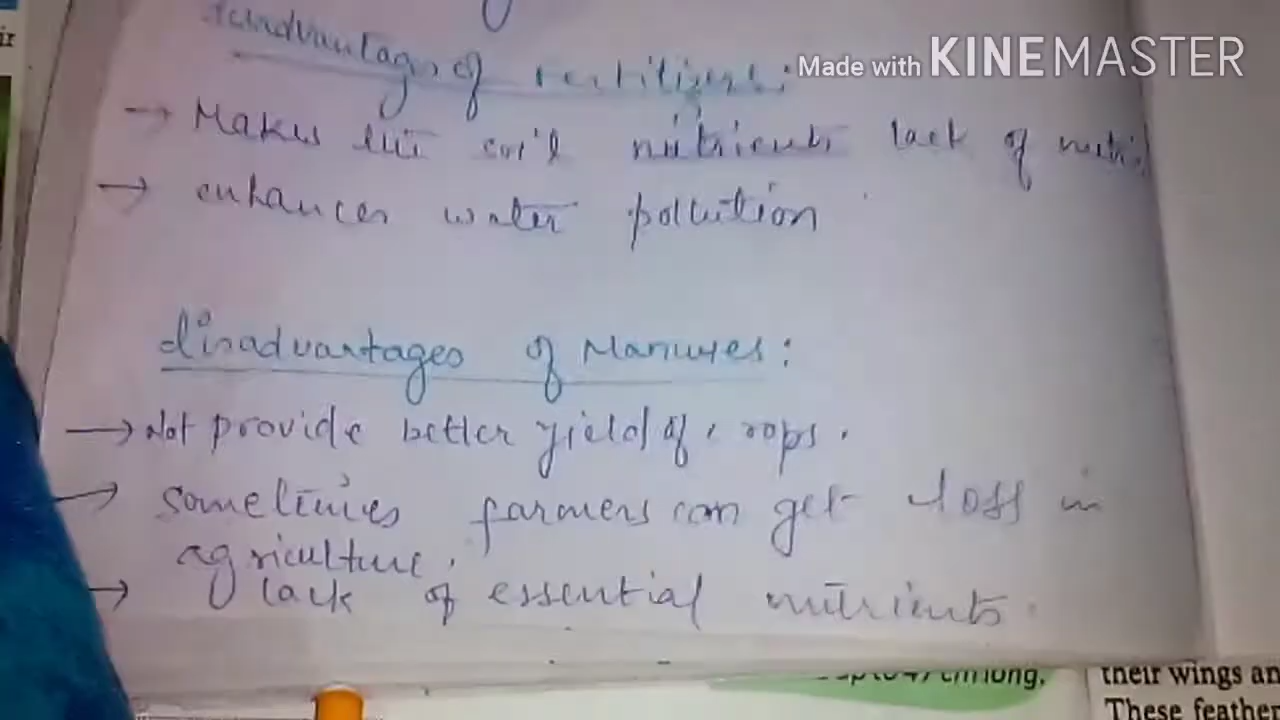 ir
Made with KINEMASTER
disadvantages of Fertilizers:
→ Makes the soil nutrients lack of
→ enhances water pollution
disadvantages of Manures:
→ Not provide better yield of crops.
→ sometimes farmers can get loss in
agriculture.
→ lack of essential nutrients.
long,
their wings an
These feather